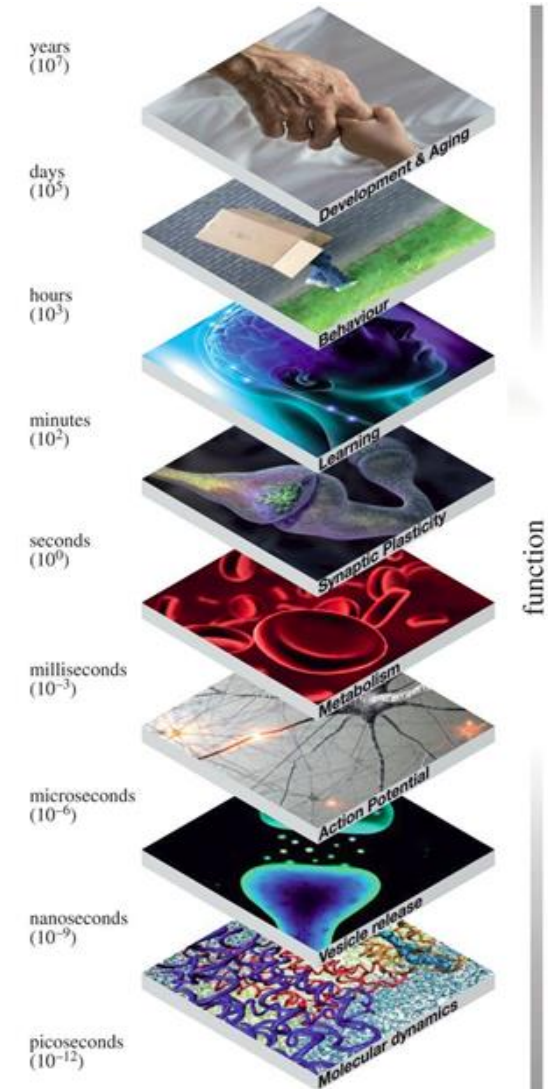 years
(10⁷)
Development & Aging
days
(10⁵)
Behaviour
hours
(10³)
Learning
minutes
(10²)
Synaptic Plasticity
seconds
(10⁰)
function
Metabolism
milliseconds
(10⁻³)
Action Potential
microseconds
(10⁻⁶)
Vesicle release
nanoseconds
(10⁻⁹)
Molecular dynamics
picoseconds
(10⁻¹²)